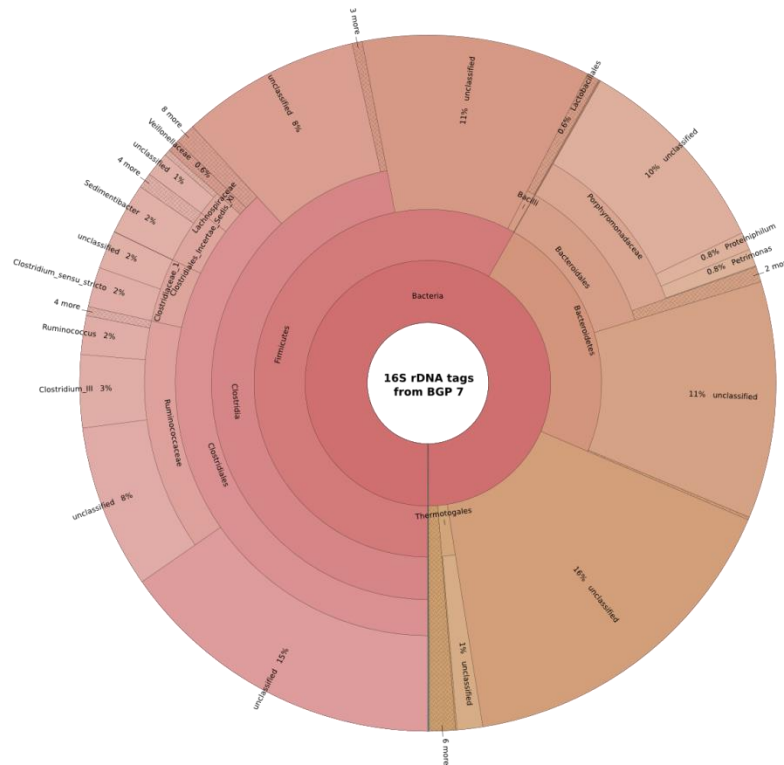 16S rDNA tags
from BGP 7
Bacteria
Firmicutes
Clostridia
Clostridiales
Ruminococcaceae
Clostridiaceae_1
Clostridiales_Incertae_Sedis_XI
Lachnospiraceae
Veillonellaceae 0.6%
8 more
unclassified 1%
4 more
Sedimentibacter 2%
unclassified 2%
Clostridium_sensu_stricto 2%
4 more
Ruminococcus 2%
Clostridium_III 3%
unclassified 8%
unclassified 15%
unclassified 8%
3 more
11% unclassified
0.6% Lactobacillales
Bacilli
Bacteroidetes
Bacteroidales
Porphyromonadaceae
10% unclassified
0.8% Proteiniphilum
0.8% Petrimonas
11% unclassified
16% unclassified
Thermotogales
1% unclassified
6 more